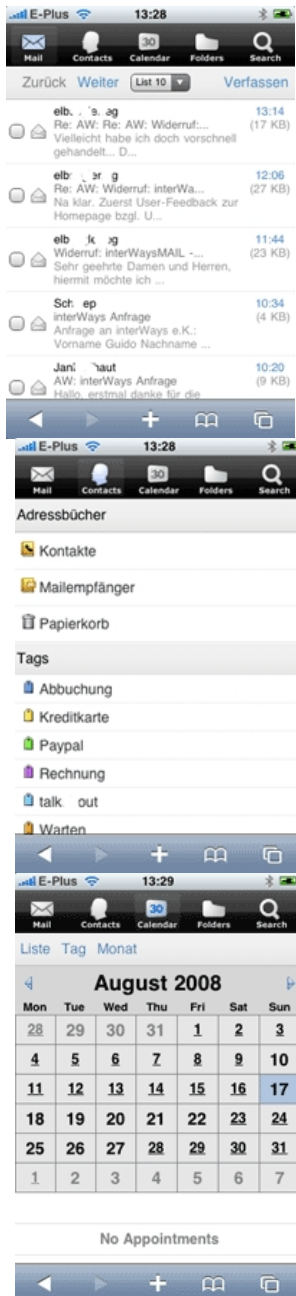 E-Plus 13:28
Mail Contacts Calendar Folders Search
Zurück Weiter List 10 Verfassen
13:14
Re: AW: Re: AW: Widerruf:... (17 KB)
Vielleicht habe ich doch vorschnell
gehandelt... D...
12:06
Re: AW: Widerruf: interWa... (27 KB)
Na klar. Zuerst User-Feedback zur
Homepage bzgl. U...
11:44
Widerruf: interWaysMAIL -... (23 KB)
Sehr geehrte Damen und Herren,
hiermit möchte ich ...
10:34
interWays Anfrage (4 KB)
Anfrage an interWays e.K.:
Vorname Guido Nachname ...
10:20
AW: interWays Anfrage (9 KB)
Hallo, erstmal danke für die
E-Plus 13:28
Mail Contacts Calendar Folders Search
Adressbücher
Kontakte
Mailempfänger
Papierkorb
Tags
Abbuchung
Kreditkarte
Paypal
Rechnung
talk out
Warten
E-Plus 13:29
Mail Contacts Calendar Folders Search
Liste Tag Monat
August 2008
Mon Tue Wed Thu Fri Sat Sun
28 29 30 31 1 2 3
4 5 6 7 8 9 10
11 12 13 14 15 16 17
18 19 20 21 22 23 24
25 26 27 28 29 30 31
1 2 3 4 5 6 7
No Appointments